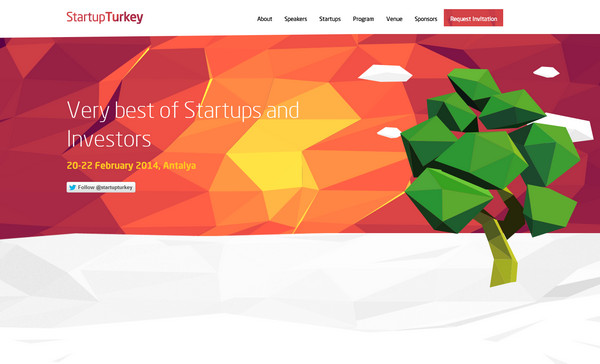 StartupTurkey
About Speakers Startups Program Venue Sponsors Request Invitation
Very best of Startups and
Investors
20-22 February 2014, Antalya
Follow @startupturkey